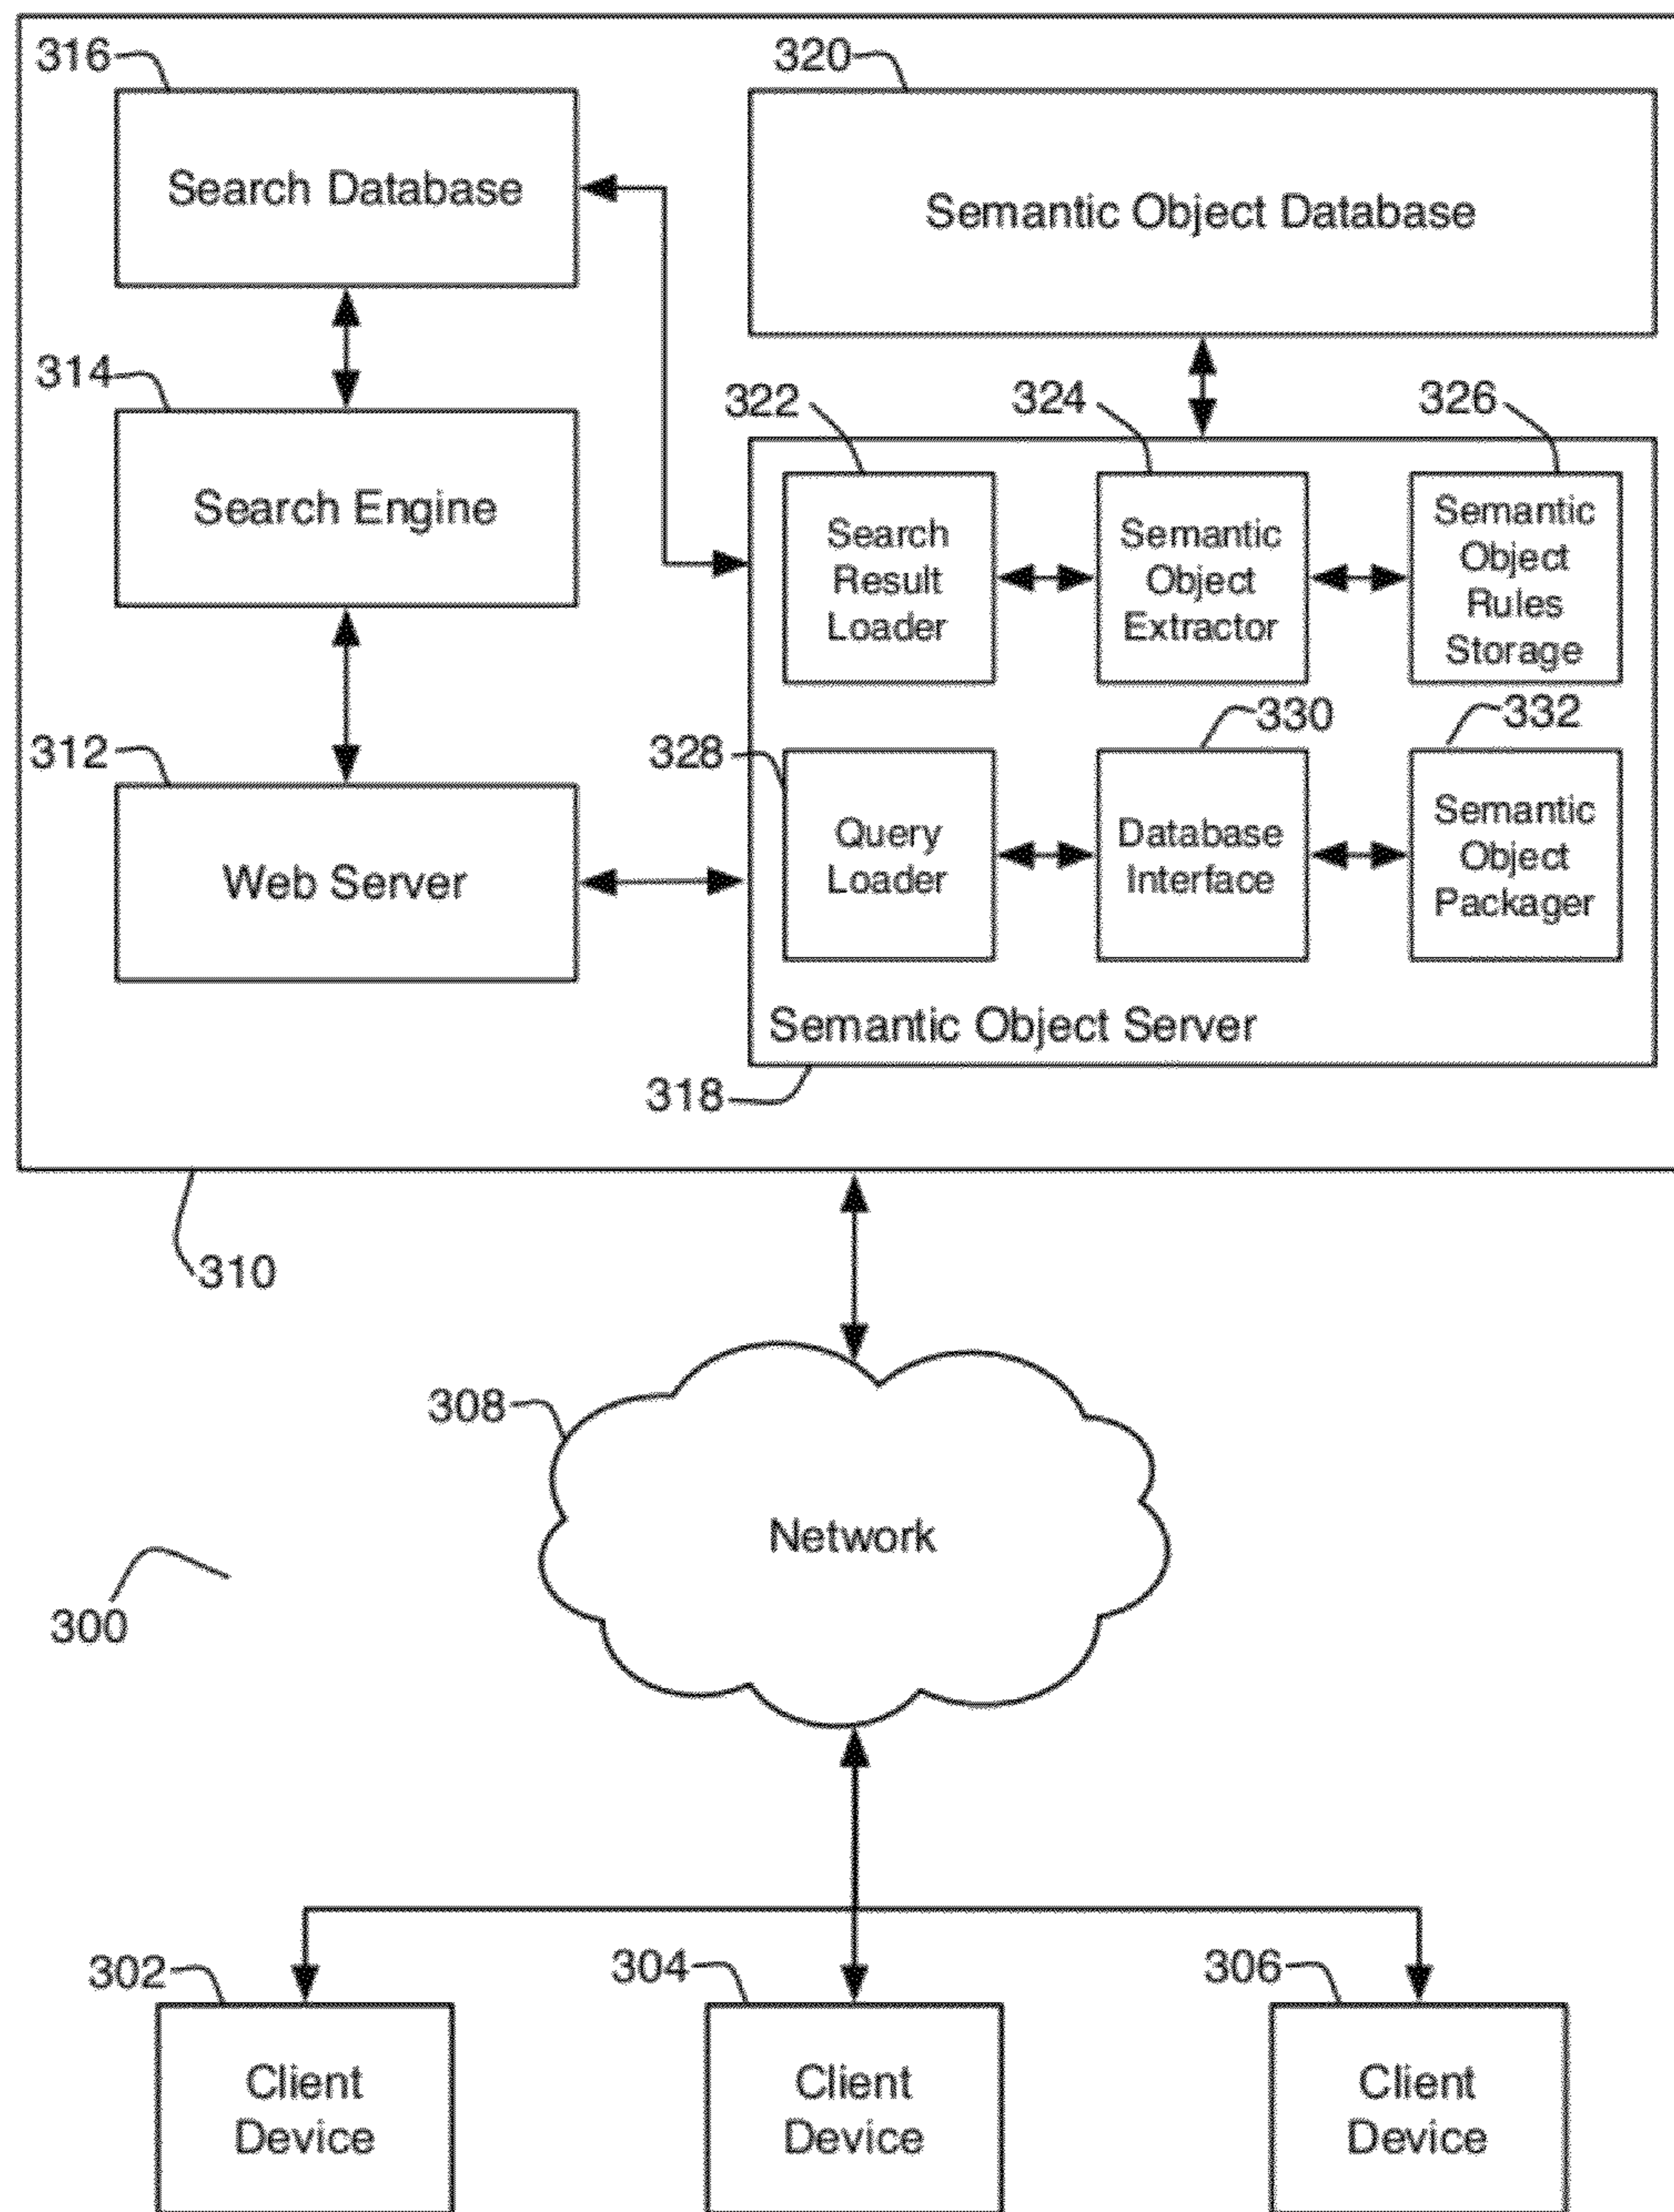 316
320
Search Database
Semantic Object Database
314
322
324
326
Search Engine
Search
Result
Loader
Semantic
Object
Extractor
Semantic
Object
Rules
Storage
312
328
330
332
Web Server
Query
Loader
Database
Interface
Semantic
Object
Packager
Semantic Object Server
318
310
308
Network
300
302
304
306
Client
Device
Client
Device
Client
Device